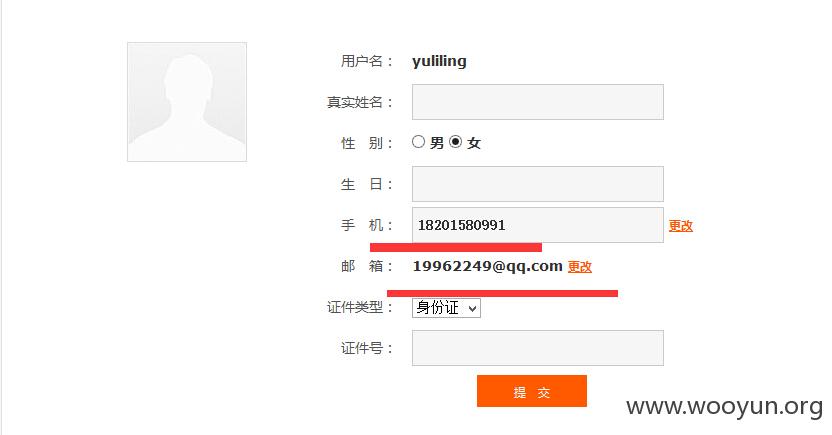 用户名： yuliling
真实姓名：
性 别： 男 女
生 日：
手 机： 18201580991 更改
邮 箱： 19962249@qq.com 更改
证件类型： 身份证
证件号：
提 交
www.wooyun.org